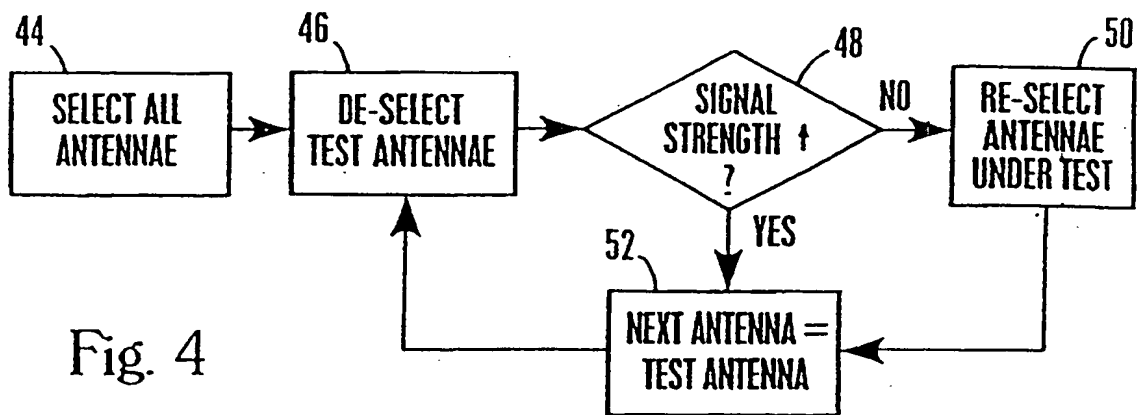 44
SELECT ALL
ANTENNAE
46
DE-SELECT
TEST ANTENNAE
48
SIGNAL
STRENGTH ↑
?
NO
YES
50
RE-SELECT
ANTENNAE
UNDER TEST
52
NEXT ANTENNA =
TEST ANTENNA
Fig. 4